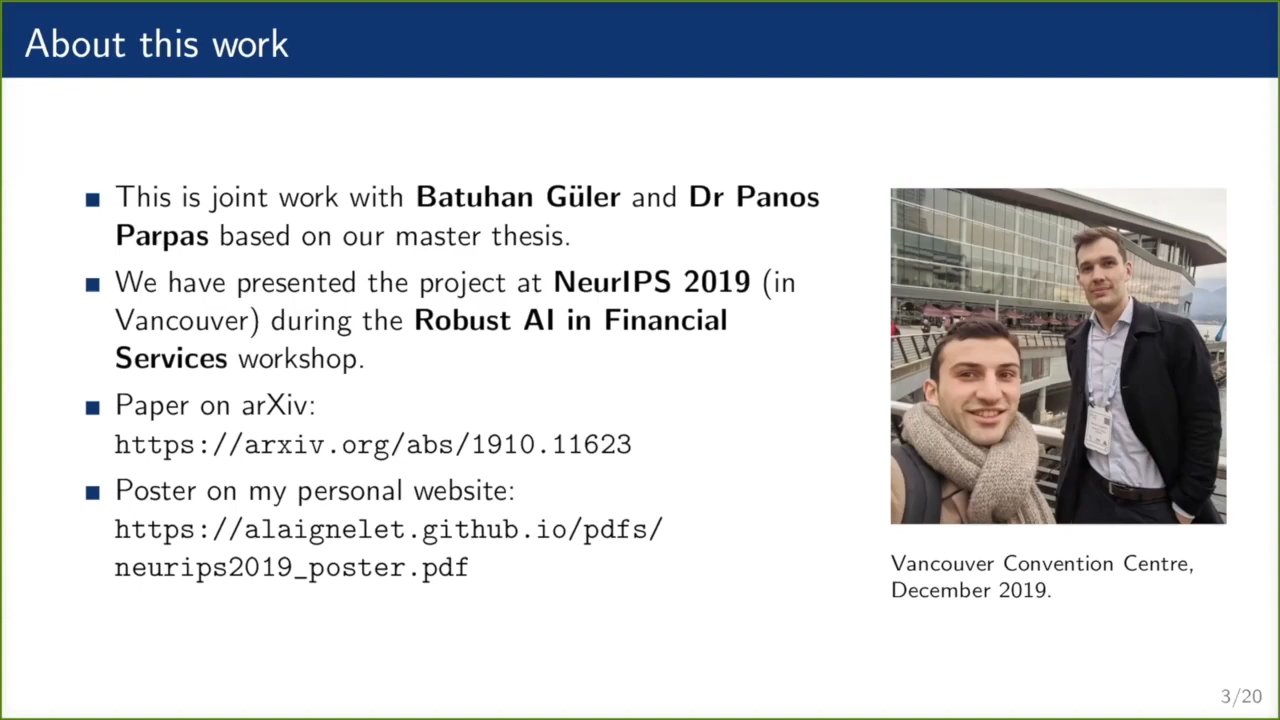 About this work
This is joint work with Batuhan Güler and Dr Panos
Parpas based on our master thesis.
We have presented the project at NeurIPS 2019 (in
Vancouver) during the Robust AI in Financial
Services workshop.
Paper on arXiv:
https://arxiv.org/abs/1910.11623
Poster on my personal website:
https://alaignelet.github.io/pdfs/
neurips2019_poster.pdf
Vancouver Convention Centre,
December 2019.
3/20